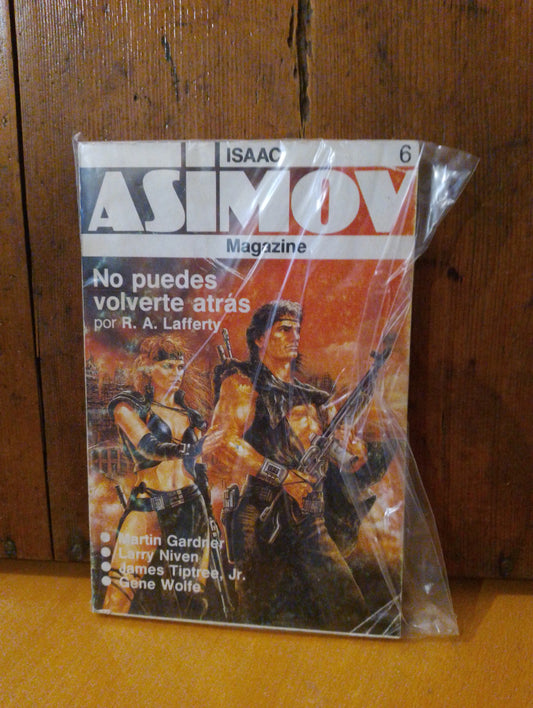 ISAAC
6
ASIMOV
Magazine
No puedes
volverte atrás
por R. A. Lafferty
Martin Gardner
Larry Niven
James Tiptree, Jr.
Gene Wolfe